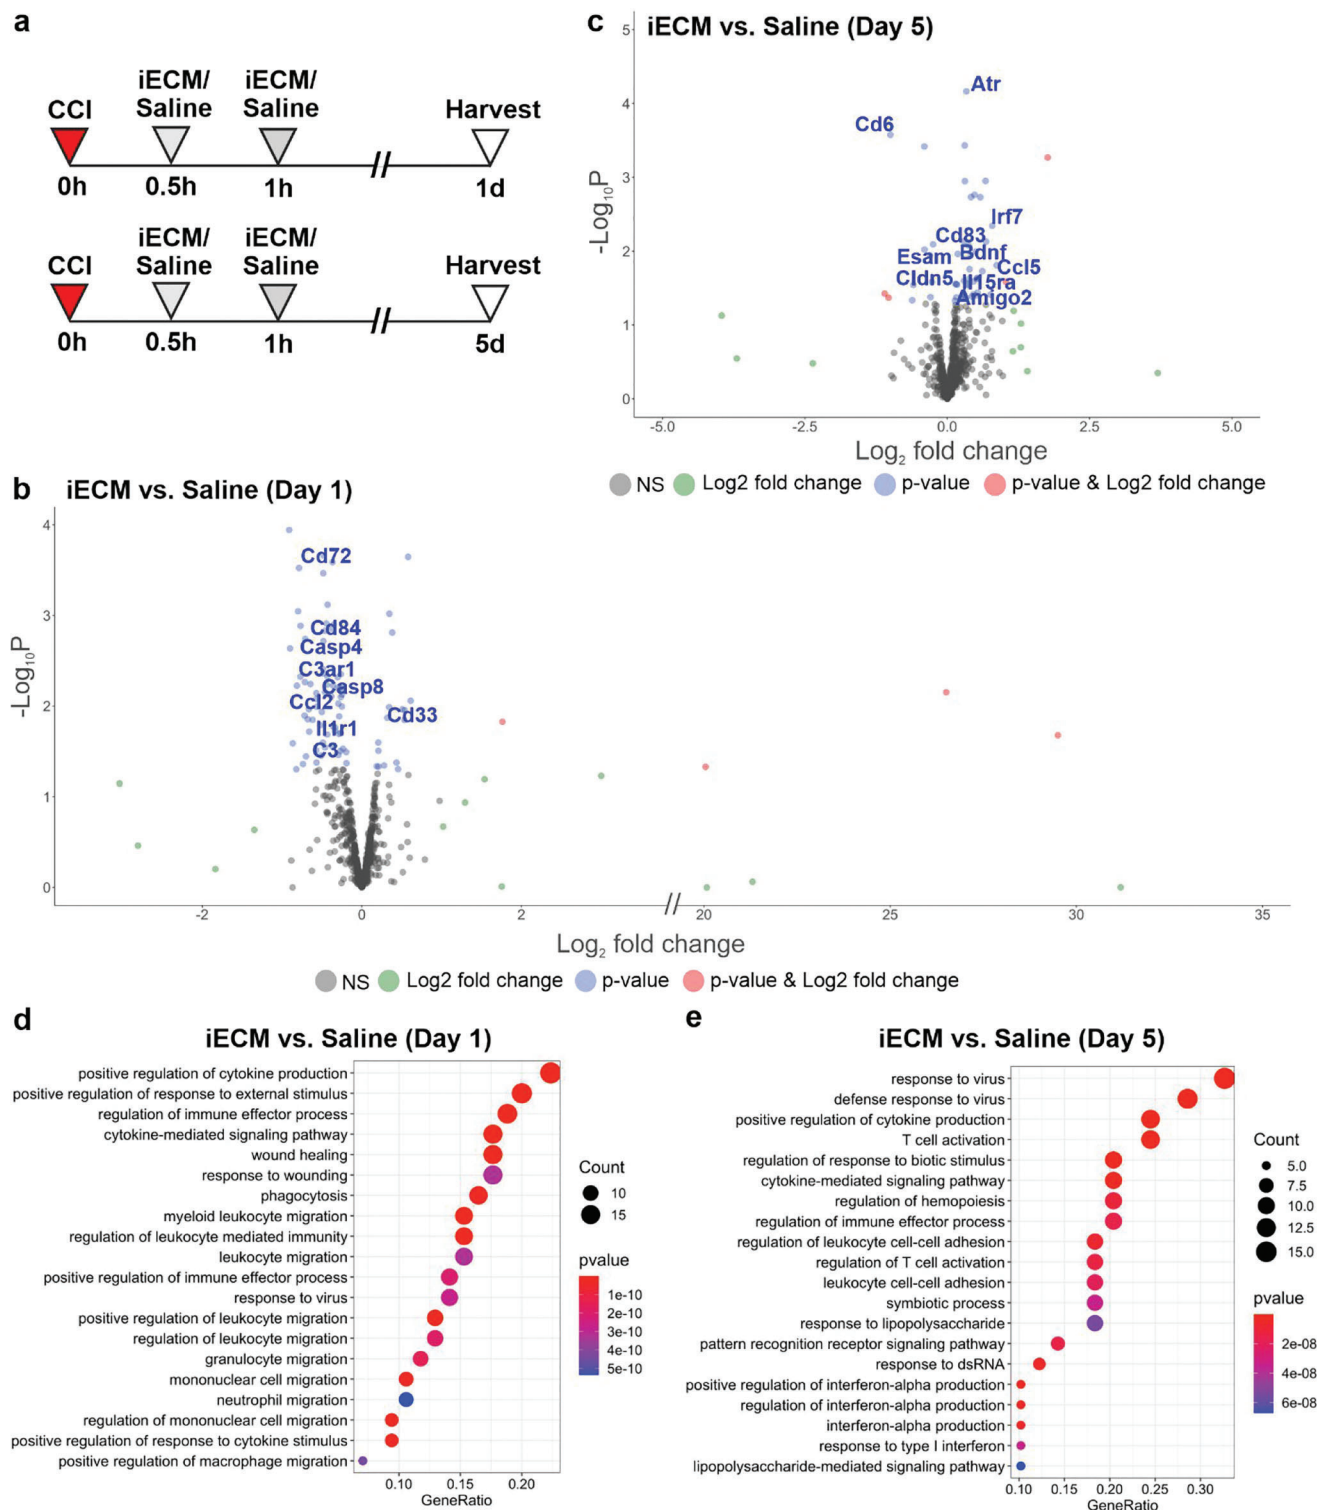 a
iECM/
Saline
iECM/
Saline
CCI
Harvest
0h
0.5h
1h
1d
iECM/
Saline
iECM/
Saline
CCI
Harvest
0h
0.5h
1h
5d
c
iECM vs. Saline (Day 5)
5
4
3
2
1
0
-Log10P
Atr
Cd6
Irf7
Cd83
Bdnf
Esam
Ccl5
Cldn5
Il15ra
Amigo2
-5.0
-2.5
0.0
2.5
5.0
Log2 fold change
NS
Log2 fold change
p-value
p-value & Log2 fold change
b
iECM vs. Saline (Day 1)
4
3
2
1
0
-Log10P
Cd72
Cd84
Casp4
C3ar1
Casp8
Ccl2
Cd33
Il1r1
C3
-2
0
2
20
25
30
35
Log2 fold change
NS
Log2 fold change
p-value
p-value & Log2 fold change
d
iECM vs. Saline (Day 1)
positive regulation of cytokine production
positive regulation of response to external stimulus
regulation of immune effector process
cytokine-mediated signaling pathway
wound healing
response to wounding
phagocytosis
myeloid leukocyte migration
regulation of leukocyte mediated immunity
leukocyte migration
positive regulation of immune effector process
response to virus
positive regulation of leukocyte migration
regulation of leukocyte migration
granulocyte migration
mononuclear cell migration
neutrophil migration
regulation of mononuclear cell migration
positive regulation of response to cytokine stimulus
positive regulation of macrophage migration
0.10
0.15
0.20
GeneRatio
Count
10
15
pvalue
1e-10
2e-10
3e-10
4e-10
5e-10
e
iECM vs. Saline (Day 5)
response to virus
defense response to virus
positive regulation of cytokine production
T cell activation
regulation of response to biotic stimulus
cytokine-mediated signaling pathway
regulation of hemopoiesis
regulation of immune effector process
regulation of leukocyte cell-cell adhesion
regulation of T cell activation
leukocyte cell-cell adhesion
symbiotic process
response to lipopolysaccharide
pattern recognition receptor signaling pathway
response to dsRNA
positive regulation of interferon-alpha production
regulation of interferon-alpha production
interferon-alpha production
response to type I interferon
lipopolysaccharide-mediated signaling pathway
0.10
0.15
0.20
0.25
0.30
GeneRatio
Count
5.0
7.5
10.0
12.5
15.0
pvalue
2e-08
4e-08
6e-08